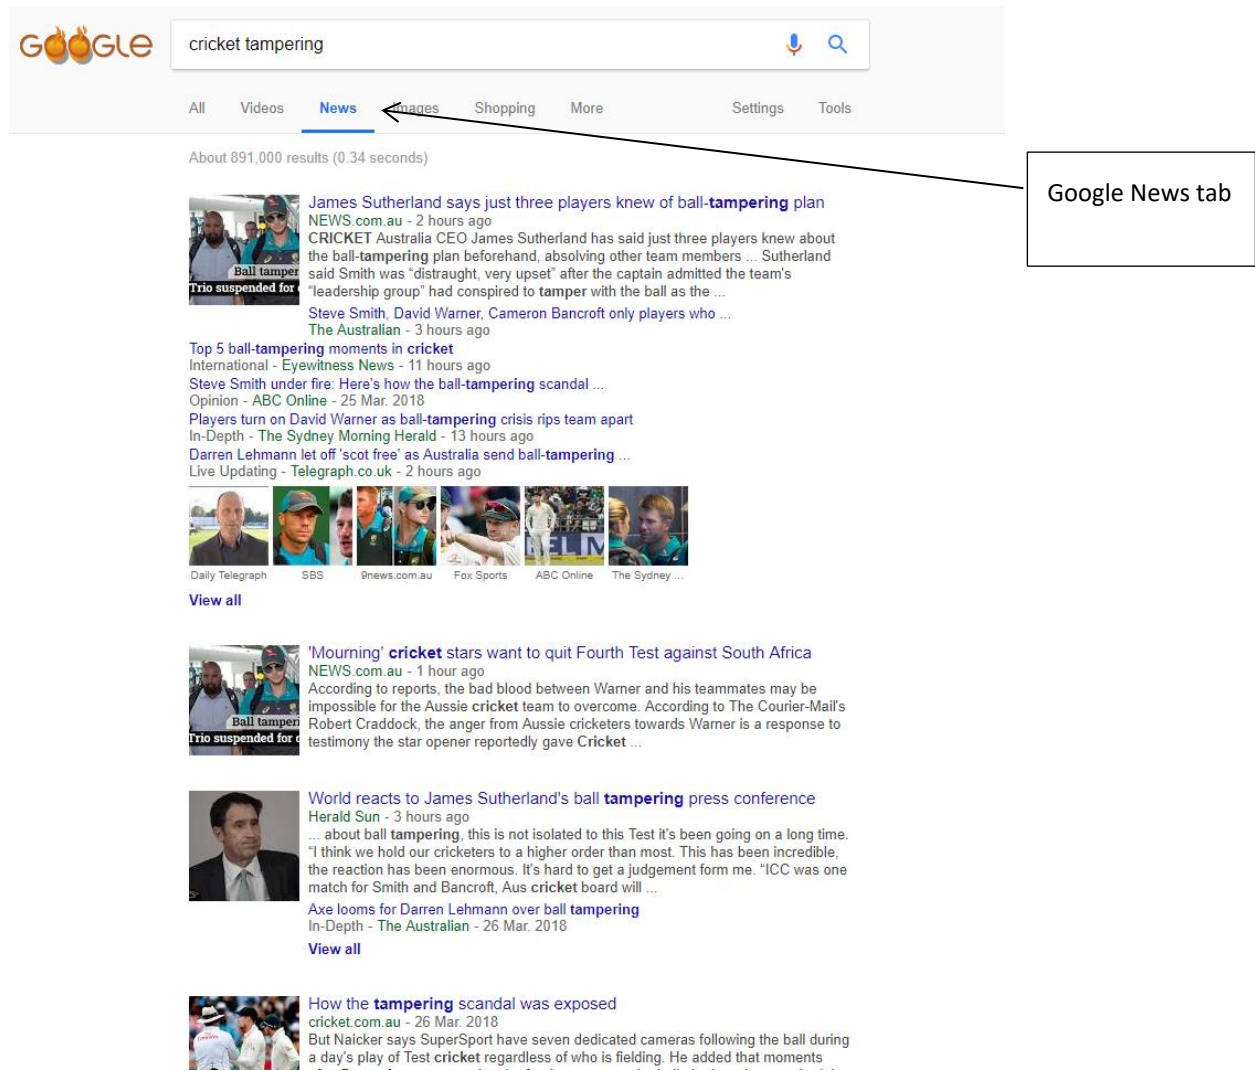 GOOGLE
cricket tampering
All Videos News Images Shopping More Settings Tools
Google News tab
About 891,000 results (0.34 seconds)
James Sutherland says just three players knew of ball-tampering plan
NEWS.com.au - 2 hours ago
CRICKET Australia CEO James Sutherland has said just three players knew about
the ball-tampering plan beforehand, absolving other team members ... Sutherland
said Smith was “distraught, very upset” after the captain admitted the team's
“leadership group” had conspired to tamper with the ball as the ...
Ball tamper
Trio suspended for
Steve Smith, David Warner, Cameron Bancroft only players who ...
The Australian - 3 hours ago
Top 5 ball-tampering moments in cricket
International - Eyewitness News - 11 hours ago
Steve Smith under fire: Here's how the ball-tampering scandal ...
Opinion - ABC Online - 25 Mar. 2018
Players turn on David Warner as ball-tampering crisis rips team apart
In-Depth - The Sydney Morning Herald - 13 hours ago
Darren Lehmann let off 'scot free' as Australia send ball-tampering ...
Live Updating - Telegraph.co.uk - 2 hours ago
ELM
Daily Telegraph SBS 9news.com.au Fox Sports ABC Online The Sydney ...
View all
'Mourning' cricket stars want to quit Fourth Test against South Africa
NEWS.com.au - 1 hour ago
According to reports, the bad blood between Warner and his teammates may be
impossible for the Aussie cricket team to overcome. According to The Courier-Mail's
Robert Craddock, the anger from Aussie cricketers towards Warner is a response to
testimony the star opener reportedly gave Cricket ...
Ball tamperi
Trio suspended for
World reacts to James Sutherland's ball tampering press conference
Herald Sun - 3 hours ago
... about ball tampering, this is not isolated to this Test it's been going on a long time.
“I think we hold our cricketers to a higher order than most. This has been incredible,
the reaction has been enormous. It's hard to get a judgement form me. “ICC was one
match for Smith and Bancroft, Aus cricket board will ...
Axe looms for Darren Lehmann over ball tampering
In-Depth - The Australian - 26 Mar. 2018
View all
How the tampering scandal was exposed
cricket.com.au - 26 Mar. 2018
But Naicker says SuperSport have seven dedicated cameras following the ball during
a day's play of Test cricket regardless of who is fielding. He added that moments